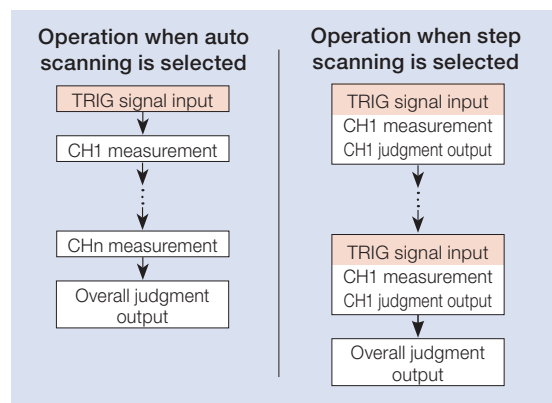 Operation when auto
scanning is selected
TRIG signal input
CH1 measurement
CHn measurement
Overall judgment
output
Operation when step
scanning is selected
TRIG signal input
CH1 measurement
CH1 judgment output
TRIG signal input
CH1 measurement
CH1 judgment output
Overall judgment
output